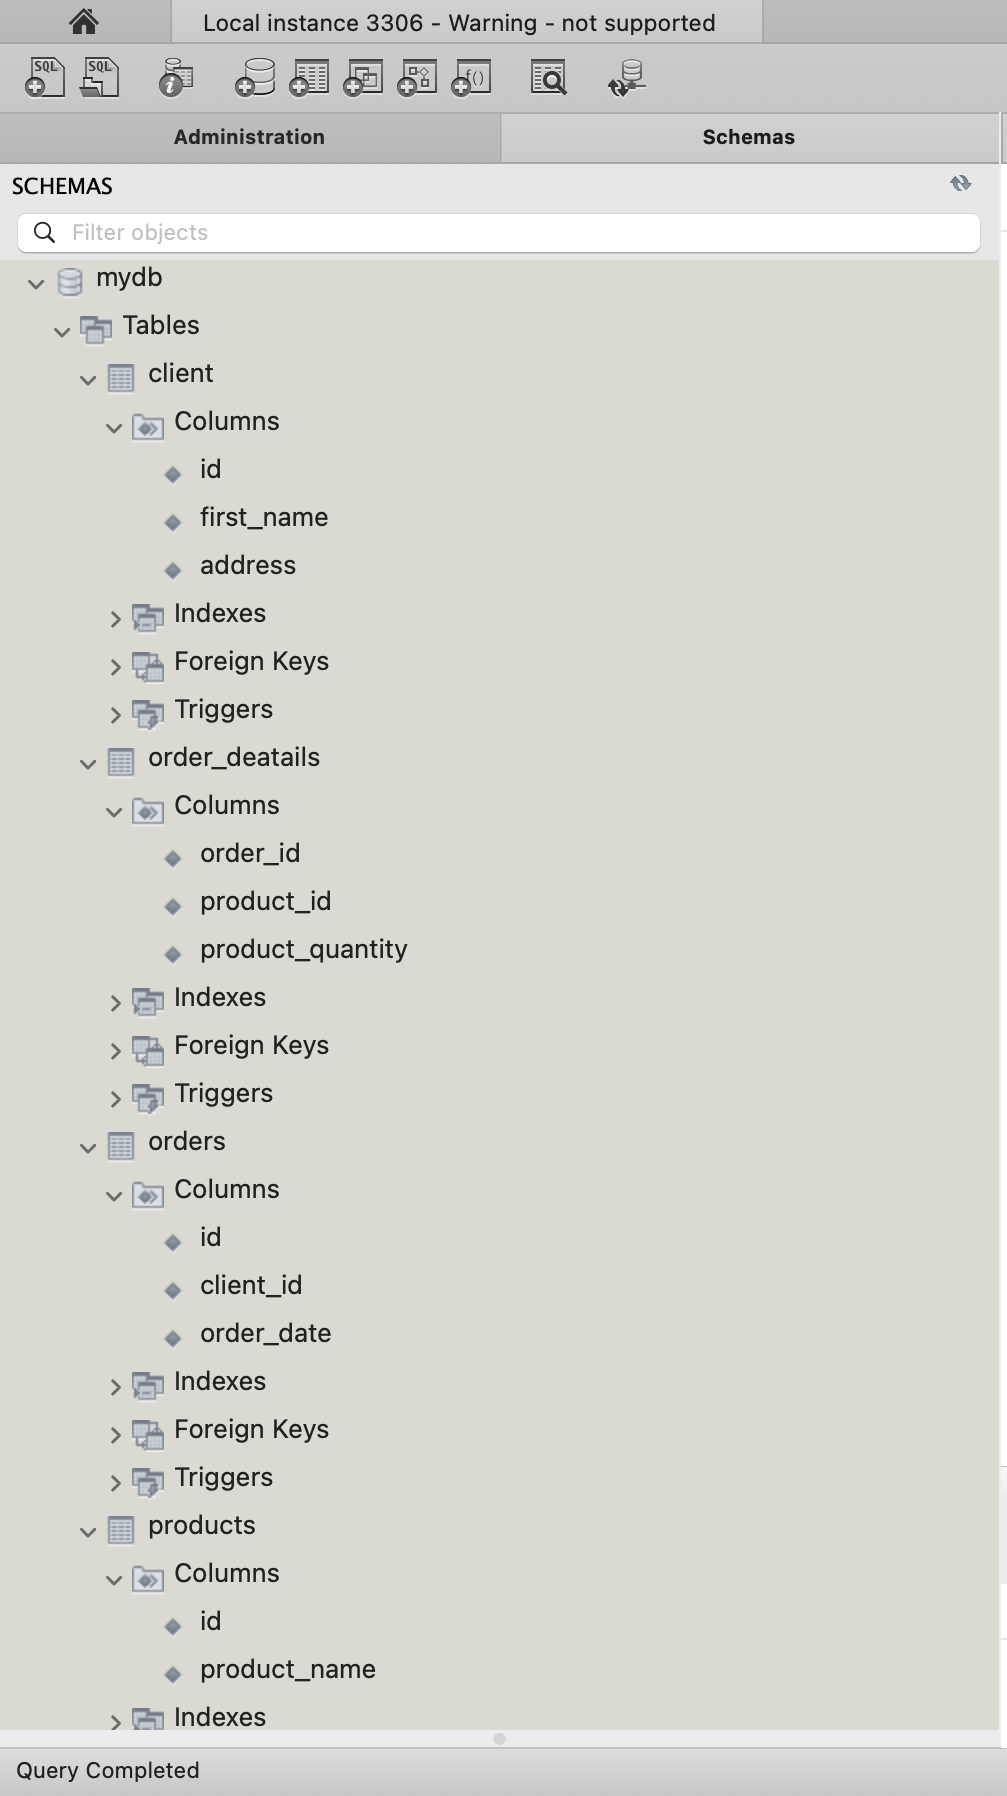 Local instance 3306 - Warning - not supported
SQL SQL f()
Administration Schemas
SCHEMAS
Filter objects
mydb
Tables
client
Columns
id
first_name
address
Indexes
Foreign Keys
Triggers
order_deatails
Columns
order_id
product_id
product_quantity
Indexes
Foreign Keys
Triggers
orders
Columns
id
client_id
order_date
Indexes
Foreign Keys
Triggers
products
Columns
id
product_name
Indexes
Query Completed